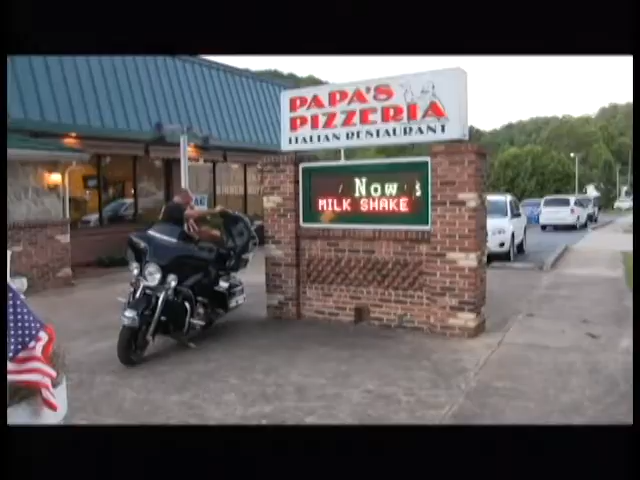 PAPA'S
PIZZERIA
ITALIAN RESTAURANT
Now
MILK SHAKE